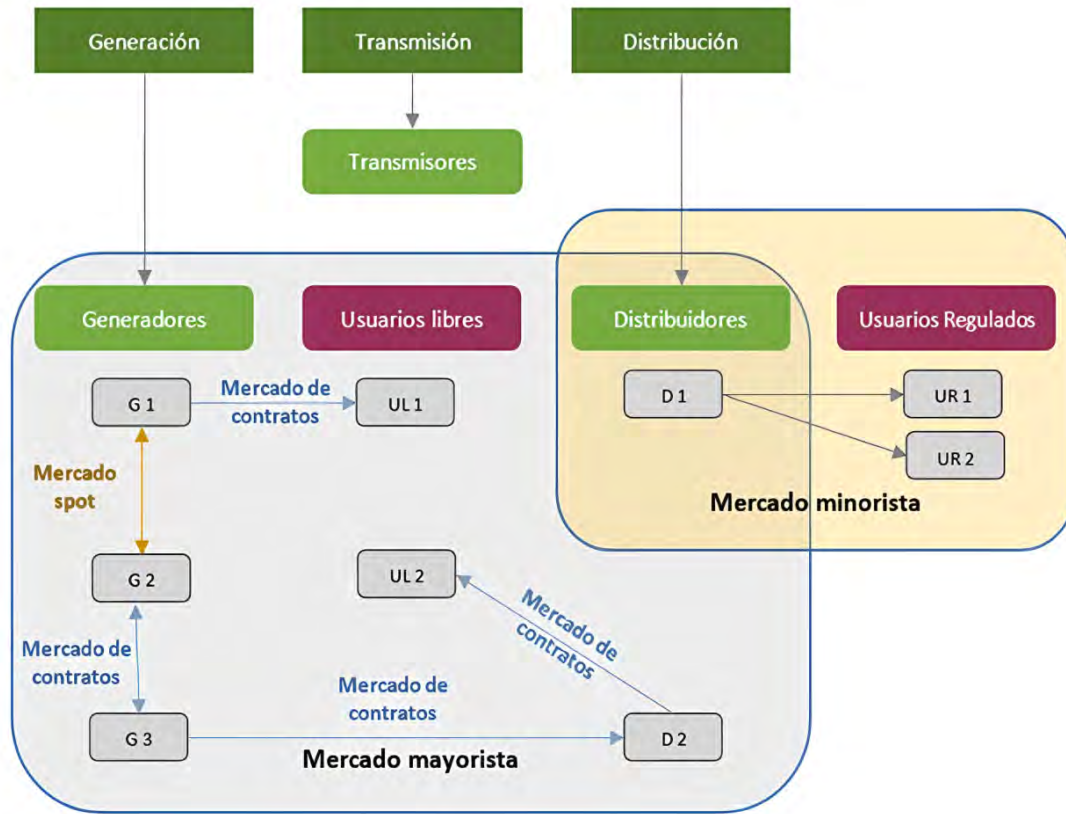 Generación
Transmisión
Distribución
Transmisores
Generadores
Usuarios libres
Distribuidores
Usuarios Regulados
G 1
Mercado de
contratos
UL 1
D 1
UR 1
UR 2
Mercado
spot
Mercado minorista
G 2
UL 2
Mercado de
contratos
Mercado de
contratos
Mercado de
contratos
G 3
Mercado mayorista
D 2